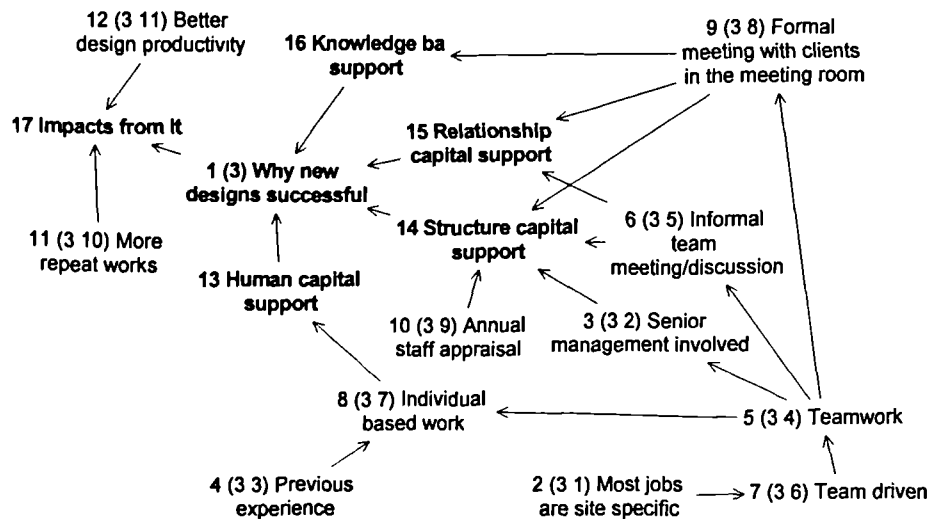 12 (3 11) Better
design productivity
16 Knowledge ba
support
9 (3 8) Formal
meeting with clients
in the meeting room
17 Impacts from It
15 Relationship
capital support
1 (3) Why new
designs successful
6 (3 5) Informal
team
meeting/discussion
14 Structure capital
support
11 (3 10) More
repeat works
13 Human capital
support
10 (3 9) Annual
staff appraisal
3 (3 2) Senior
management involved
8 (3 7) Individual
based work
5 (3 4) Teamwork
4 (3 3) Previous
experience
2 (3 1) Most jobs
are site specific
7 (3 6) Team driven